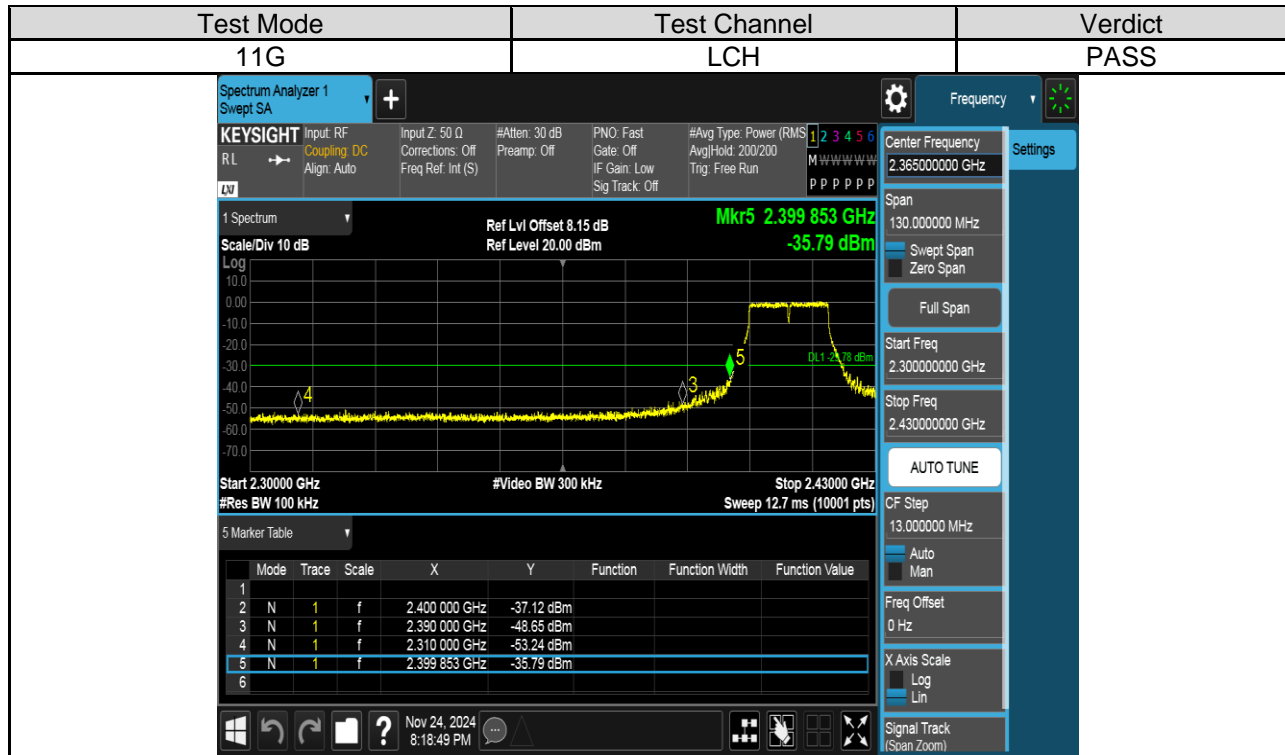 Test Mode Test Channel Verdict
11G LCH PASS
Spectrum Analyzer 1
Swept SA
+
Frequency
KEYSIGHT Input: RF Input Z: 50 Ω #Atten: 30 dB PNO: Fast #Avg Type: Power (RMS 1 2 3 4 5 6
RL Coupling: DC Corrections: Off Preamp: Off Gate: Off Avg|Hold: 200/200 M W W W W W
Align: Auto Freq Ref: Int (S) IF Gain: Low Trig: Free Run
LXI Sig Track: Off P P P P P P
1 Spectrum
Ref Lvl Offset 8.15 dB Mkr5 2.399 853 GHz
Scale/Div 10 dB Ref Level 20.00 dBm -35.79 dBm
Log
10.0
0.00
-10.0
-20.0
-30.0
-40.0
-50.0
-60.0
-70.0
4
3
5
DL1 -29.78 dBm
Start 2.30000 GHz #Video BW 300 kHz Stop 2.43000 GHz
#Res BW 100 kHz Sweep 12.7 ms (10001 pts)
5 Marker Table
Mode Trace Scale X Y Function Function Width Function Value
1
2 N 1 f 2.400 000 GHz -37.12 dBm
3 N 1 f 2.390 000 GHz -48.65 dBm
4 N 1 f 2.310 000 GHz -53.24 dBm
5 N 1 f 2.399 853 GHz -35.79 dBm
6
Nov 24, 2024
8:18:49 PM
?
Center Frequency
2.365000000 GHz
Settings
Span
130.000000 MHz
Swept Span
Zero Span
Full Span
Start Freq
2.300000000 GHz
Stop Freq
2.430000000 GHz
AUTO TUNE
CF Step
13.000000 MHz
Auto
Man
Freq Offset
0 Hz
X Axis Scale
Log
Lin
Signal Track
(Span Zoom)